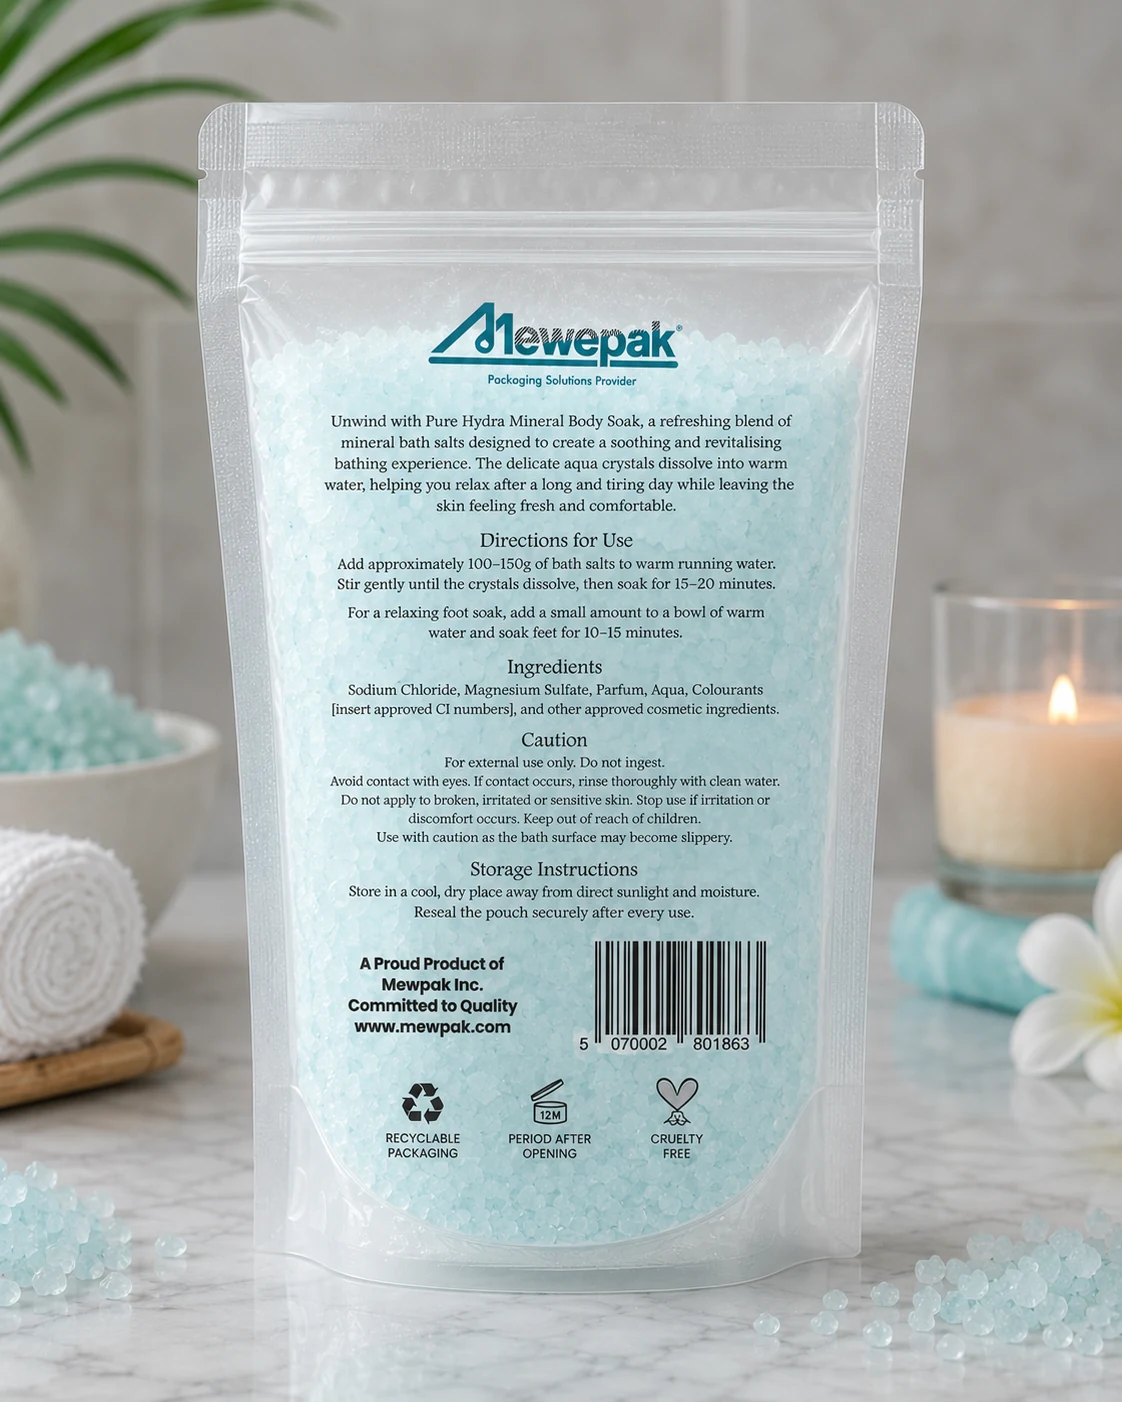 Mewepak®
Packaging Solutions Provider
Unwind with Pure Hydra Mineral Body Soak, a refreshing blend of
mineral bath salts designed to create a soothing and revitalising
bathing experience. The delicate aqua crystals dissolve into warm
water, helping you relax after a long and tiring day while leaving the
skin feeling fresh and comfortable.
Directions for Use
Add approximately 100–150g of bath salts to warm running water.
Stir gently until the crystals dissolve, then soak for 15–20 minutes.
For a relaxing foot soak, add a small amount to a bowl of warm
water and soak feet for 10–15 minutes.
Ingredients
Sodium Chloride, Magnesium Sulfate, Parfum, Aqua, Colourants
[insert approved CI numbers], and other approved cosmetic ingredients.
Caution
For external use only. Do not ingest.
Avoid contact with eyes. If contact occurs, rinse thoroughly with clean water.
Do not apply to broken, irritated or sensitive skin. Stop use if irritation or
discomfort occurs. Keep out of reach of children.
Use with caution as the bath surface may become slippery.
Storage Instructions
Store in a cool, dry place away from direct sunlight and moisture.
Reseal the pouch securely after every use.
A Proud Product of
Mewpak Inc.
Committed to Quality
www.mewpak.com
5 070002 801863
12M
RECYCLABLE
PACKAGING
PERIOD AFTER
OPENING
CRUELTY
FREE